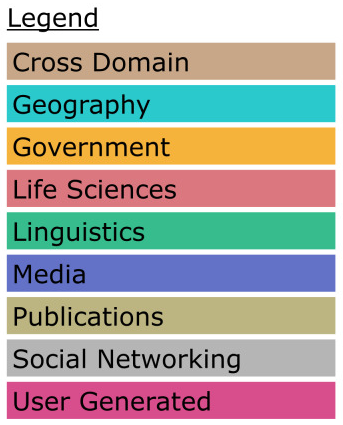 Legend
Cross Domain
Geography
Government
Life Sciences
Linguistics
Media
Publications
Social Networking
User Generated